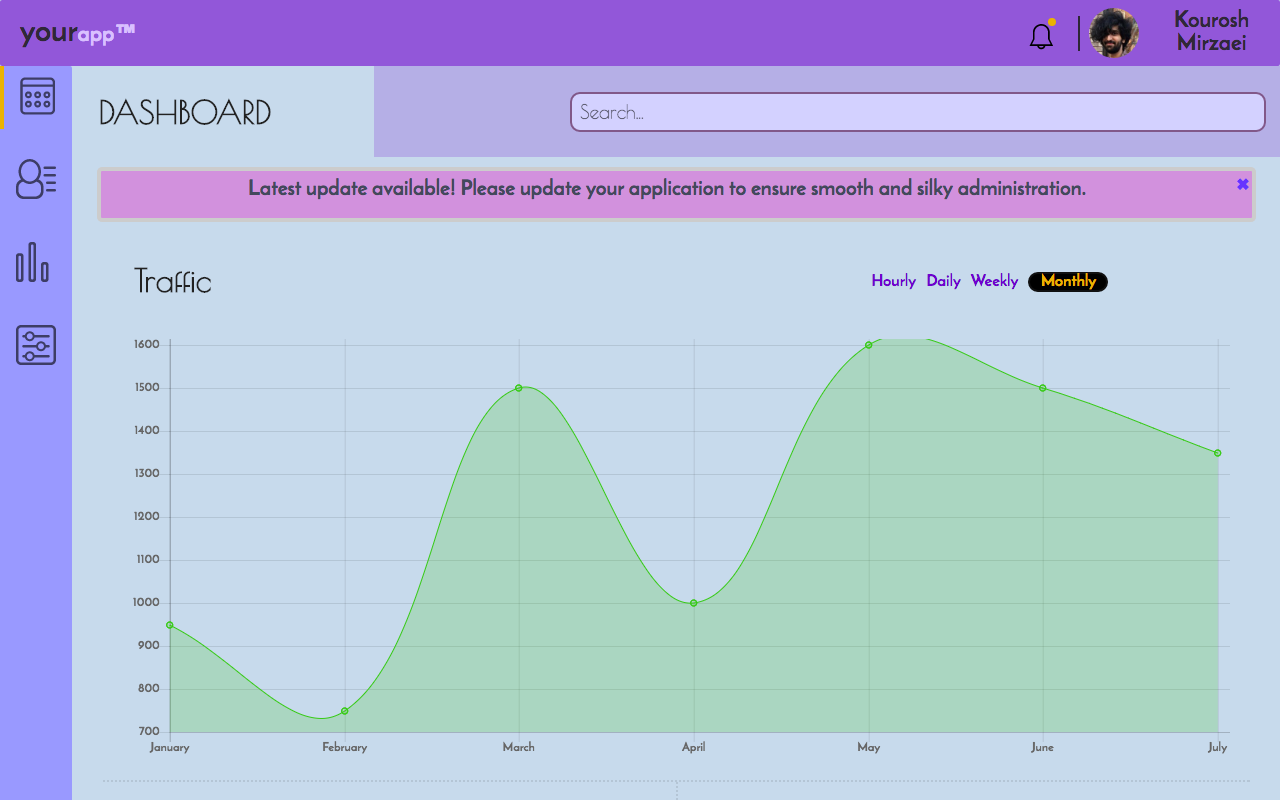 yourapp™
Kourosh
Mirzaei
DASHBOARD
Search...
Latest update available! Please update your application to ensure smooth and silky administration.
✖
Traffic
Hourly Daily Weekly Monthly
1600
1500
1400
1300
1200
1100
1000
900
800
700
January February March April May June July